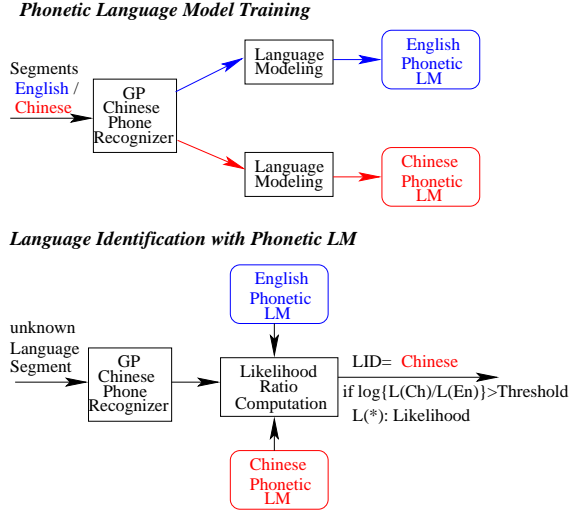 Phonetic Language Model Training
Segments
English /
Chinese
GP
Chinese
Phone
Recognizer
Language
Modeling
English
Phonetic
LM
Language
Modeling
Chinese
Phonetic
LM
Language Identification with Phonetic LM
English
Phonetic
LM
unknown
Language
Segment
GP
Chinese
Phone
Recognizer
Likelihood
Ratio
Computation
LID= Chinese
if log{L(Ch)/L(En)}>Threshold
L(*): Likelihood
Chinese
Phonetic
LM